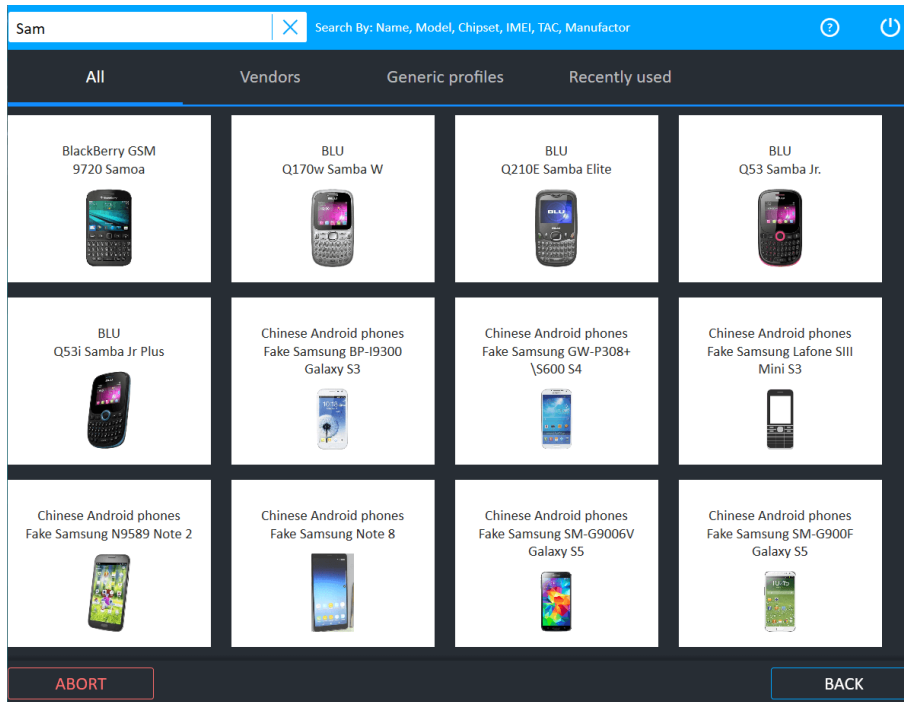 Sam
Search By: Name, Model, Chipset, IMEI, TAC, Manufactor
All
Vendors
Generic profiles
Recently used
BlackBerry GSM
9720 Samoa
BLU
Q170w Samba W
BLU
Q210E Samba Elite
BLU
Q53 Samba Jr.
BLU
Q53i Samba Jr Plus
Chinese Android phones
Fake Samsung BP-I9300
Galaxy S3
Chinese Android phones
Fake Samsung GW-P308+
\S600 S4
Chinese Android phones
Fake Samsung Lafone SIII
Mini S3
Chinese Android phones
Fake Samsung N9589 Note 2
Chinese Android phones
Fake Samsung Note 8
Chinese Android phones
Fake Samsung SM-G9006V
Galaxy S5
Chinese Android phones
Fake Samsung SM-G900F
Galaxy S5
ABORT
BACK